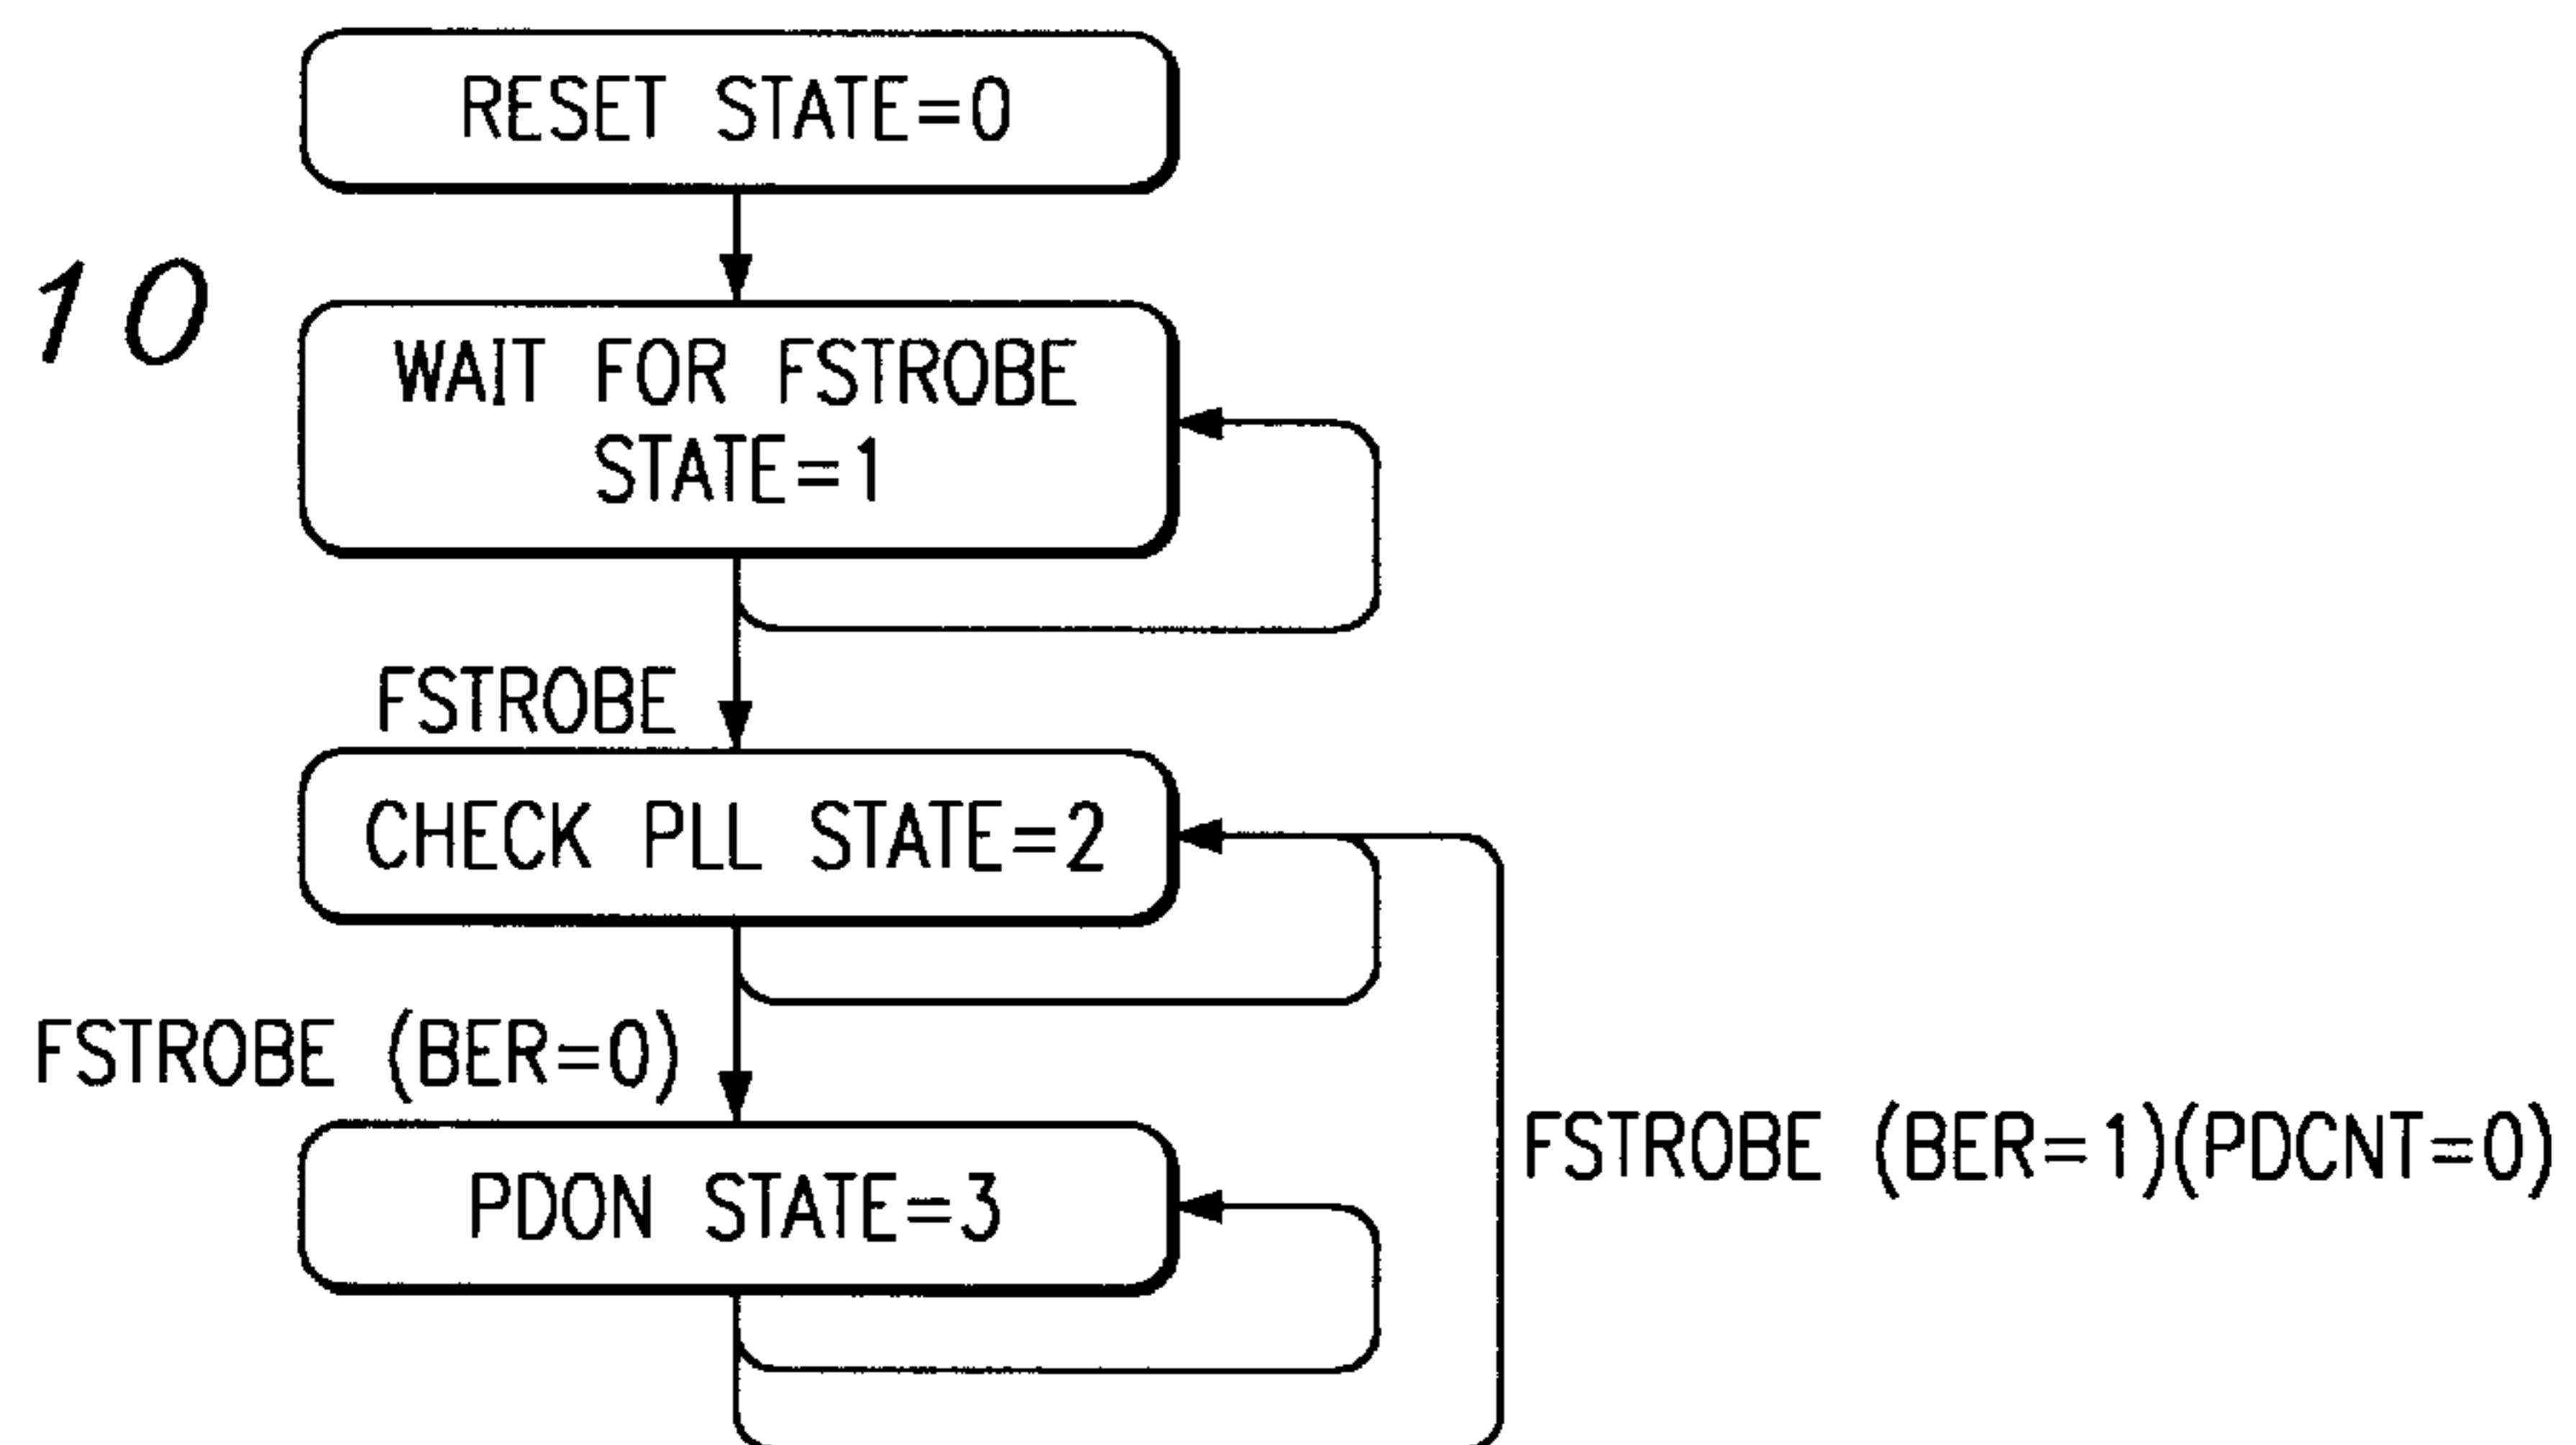 RESET STATE=0
10
WAIT FOR FSTROBE
STATE=1
FSTROBE
CHECK PLL STATE=2
FSTROBE (BER=0)
FSTROBE (BER=1)(PDCNT=0)
PDON STATE=3